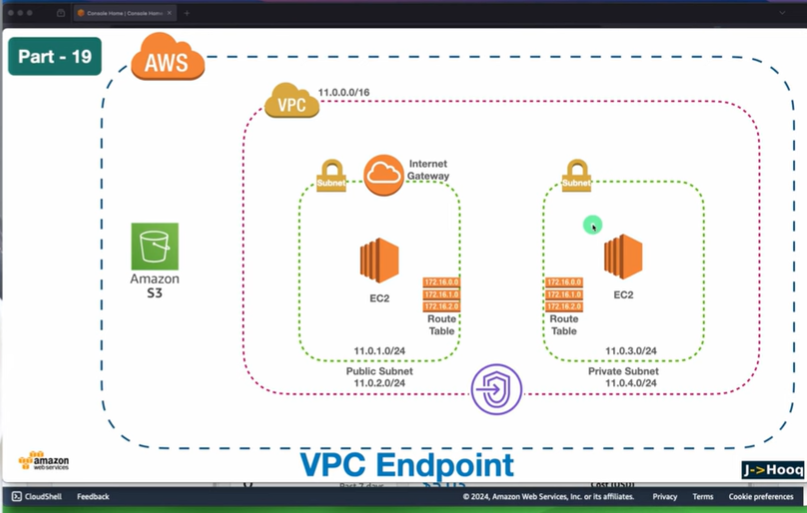 Console Home | Console Home
Part - 19
AWS
VPC
11.0.0.0/16
Subnet
Internet
Gateway
Subnet
Amazon
S3
EC2
172.16.0.0
172.16.1.0
172.16.2.0
Route
Table
172.16.0.0
172.16.1.0
172.16.2.0
Route
Table
EC2
11.0.1.0/24
Public Subnet
11.0.2.0/24
11.0.3.0/24
Private Subnet
11.0.4.0/24
amazon
web services
VPC Endpoint
J->Hooq
CloudShell
Feedback
© 2024, Amazon Web Services, Inc. or its affiliates.
Privacy
Terms
Cookie preferences